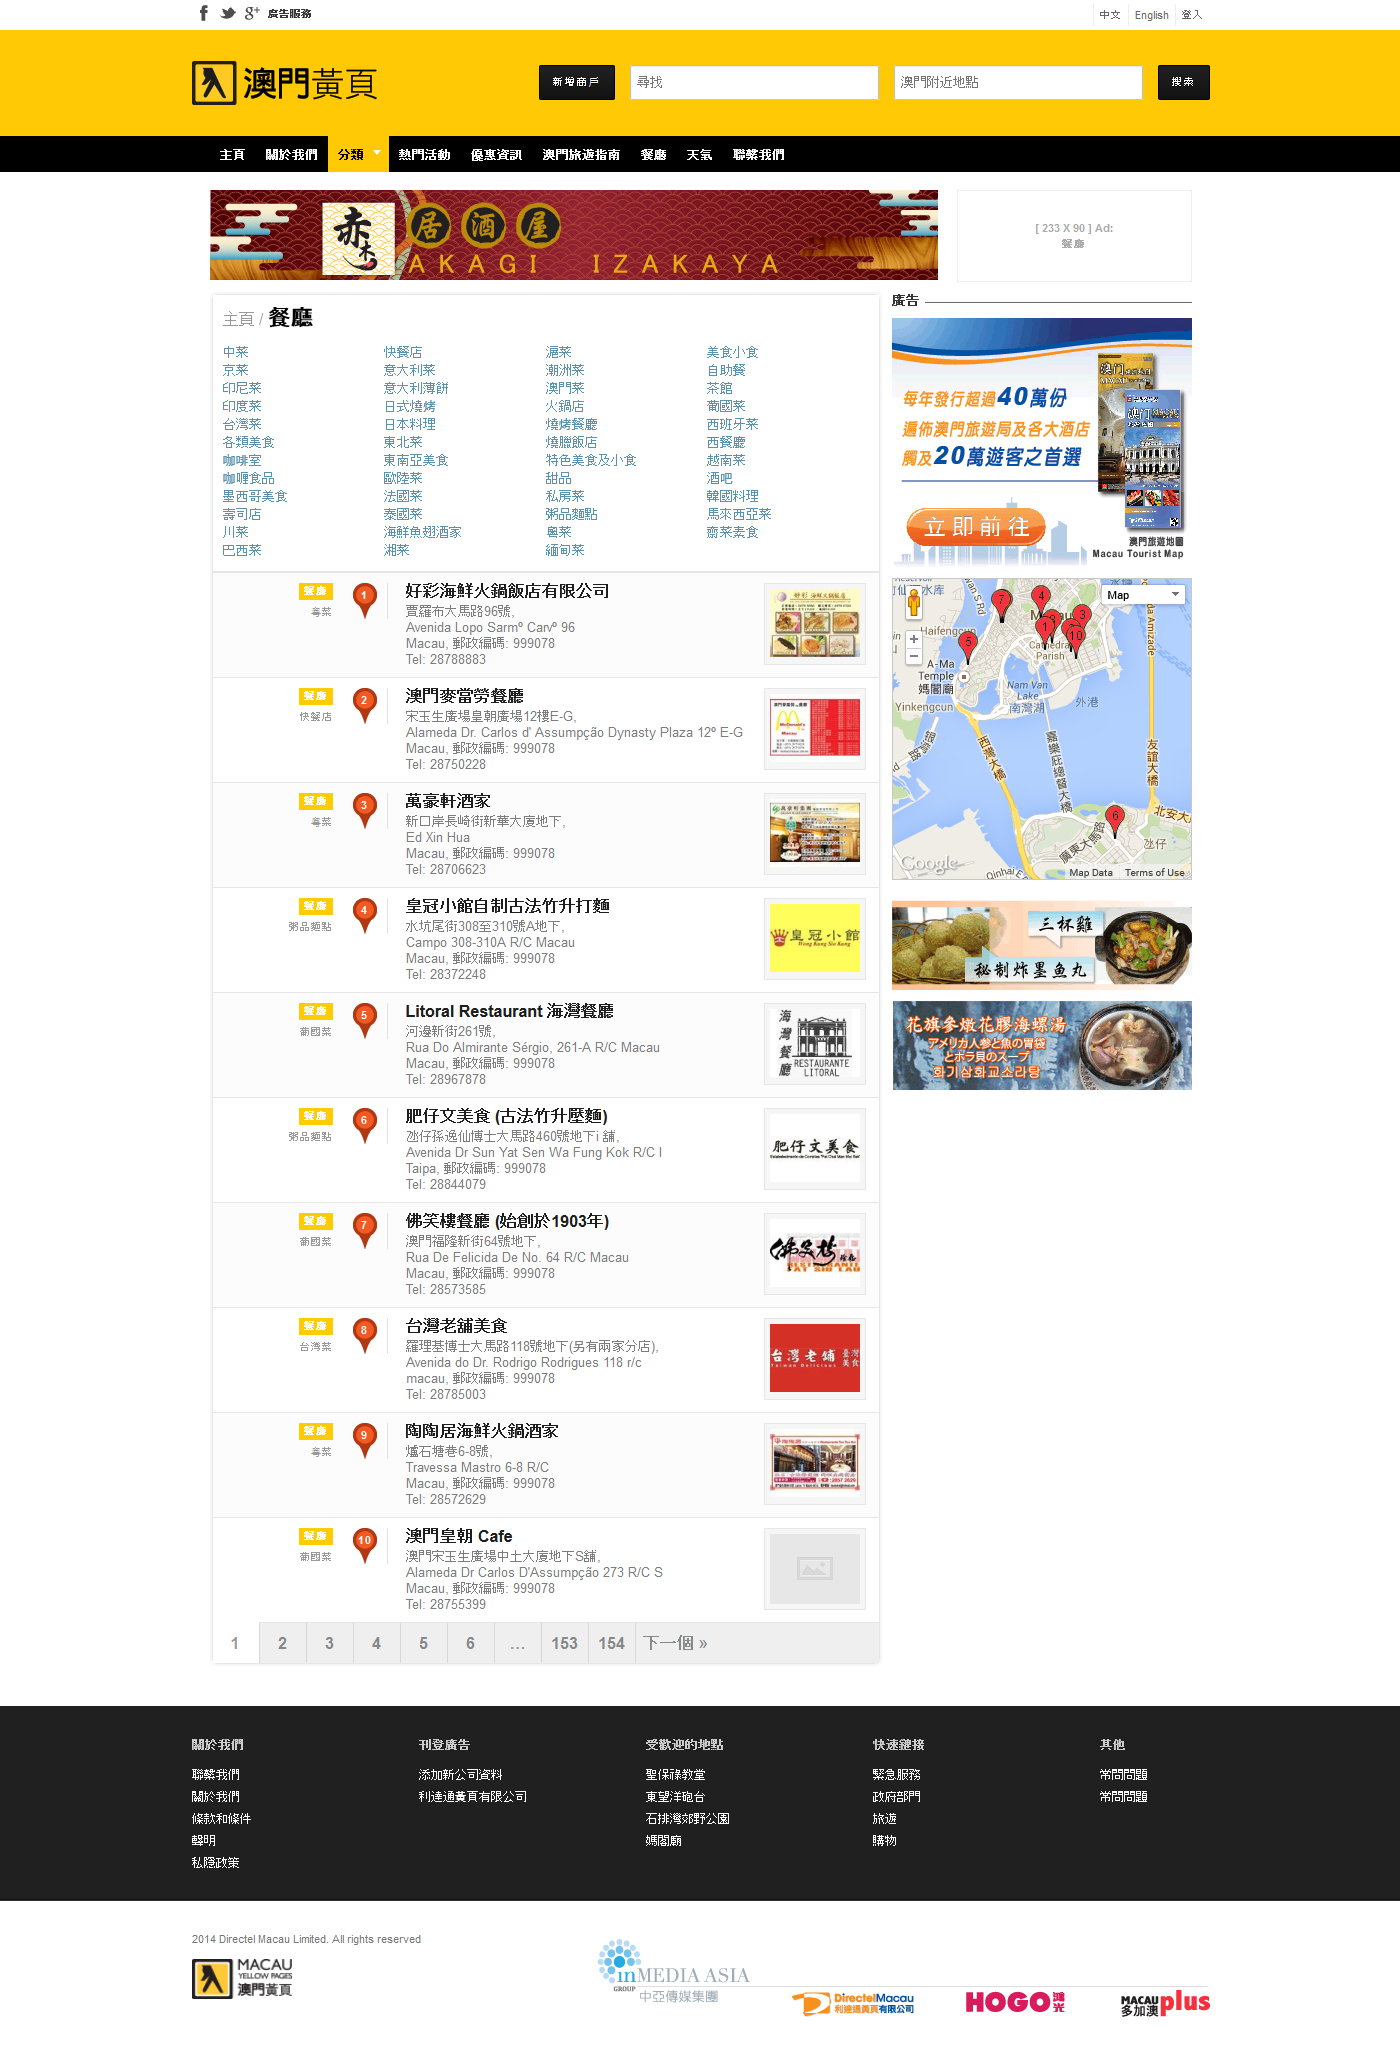 廣告服務
中文
English
登入
澳門黃頁
新增商戶
尋找
澳門附近地點
搜索
主頁 關於我們 分類 熱門活動 優惠資訊 澳門旅遊指南 餐廳 天氣 聯繫我們
赤木
居酒屋
AKAGI IZAKAYA
[ 233 X 90 ] Ad:
餐廳
主頁 / 餐廳
中菜 快餐店 滬菜 美食小食
京菜 意大利菜 潮洲菜 自助餐
印尼菜 意大利薄餅 澳門菜 茶館
印度菜 日式燒烤 火鍋店 葡國菜
台灣菜 日本料理 燒烤餐廳 西班牙菜
各類美食 東北菜 燒臘飯店 西餐廳
咖啡室 東南亞美食 特色美食及小食 越南菜
咖喱食品 歐陸菜 甜品 酒吧
墨西哥美食 法國菜 私房菜 韓國料理
壽司店 泰國菜 粥品麵點 馬來西亞菜
川菜 海鮮魚翅酒家 粵菜 齋菜素食
巴西菜 湘菜 緬甸菜
餐廳
粵菜
1
好彩海鮮火鍋飯店有限公司
賈羅布大馬路96號,
Avenida Lopo Sarmº Carvº 96
Macau, 郵政編碼: 999078
Tel: 28788883
餐廳
快餐店
2
澳門麥當勞餐廳
宋玉生廣場皇朝廣場12樓E-G,
Alameda Dr. Carlos d' Assumpção Dynasty Plaza 12º E-G
Macau, 郵政編碼: 999078
Tel: 28750228
餐廳
粵菜
3
萬豪軒酒家
新口岸長崎街新華大廈地下,
Ed Xin Hua
Macau, 郵政編碼: 999078
Tel: 28706623
餐廳
粥品麵點
4
皇冠小館自制古法竹升打麵
水坑尾街308至310號A地下,
Campo 308-310A R/C Macau
Macau, 郵政編碼: 999078
Tel: 28372248
皇冠小館
Wong Kung Sio Kung
餐廳
葡國菜
5
Litoral Restaurant 海灣餐廳
河邊新街261號,
Rua Do Almirante Sérgio, 261-A R/C Macau
Macau, 郵政編碼: 999078
Tel: 28967878
海灣餐廳
RESTAURANTE
LITORAL
餐廳
粥品麵點
6
肥仔文美食 (古法竹升壓麵)
氹仔孫逸仙博士大馬路460號地下i 舖,
Avenida Dr Sun Yat Sen Wa Fung Kok R/C I
Taipa, 郵政編碼: 999078
Tel: 28844079
肥仔文美食
餐廳
葡國菜
7
佛笑樓餐廳 (始創於1903年)
澳門福隆新街64號地下,
Rua De Felicida De No. 64 R/C Macau
Macau, 郵政編碼: 999078
Tel: 28573585
餐廳
台灣菜
8
台灣老舖美食
羅理基博士大馬路118號地下(另有兩家分店),
Avenida do Dr. Rodrigo Rodrigues 118 r/c
macau, 郵政編碼: 999078
Tel: 28785003
台灣老舖 臺灣美食
Taiwan Delicious
餐廳
粵菜
9
陶陶居海鮮火鍋酒家
爐石塘巷6-8號,
Travessa Mastro 6-8 R/C
Macau, 郵政編碼: 999078
Tel: 28572629
餐廳
葡國菜
10
澳門皇朝 Cafe
澳門宋玉生廣場中土大廈地下S舖,
Alameda Dr Carlos D'Assumpção 273 R/C S
Macau, 郵政編碼: 999078
Tel: 28755399
1 2 3 4 5 6 … 153 154 下一個 »
廣告
每年發行超過40萬份
遍佈澳門旅遊局及各大酒店
觸及20萬遊客之首選
立即前往
澳門旅遊地圖
Macau Tourist Map
Map
Haifengcun
A-Ma
Temple
媽閣廟
Yinkengcun
Cathedral
Parish
Nam Van
Lake
南灣湖
外港
西灣大橋
嘉樂庇總督大橋
友誼大橋
廣東大馬路
北安大
氹仔
Google
Map Data
Terms of Use
三杯雞
秘制炸墨魚丸
花旗參燉花膠海螺湯
アメリカ人参と魚の胃袋
とボラ貝のスープ
화기삼화교소라탕
關於我們
聯繫我們
關於我們
條款和條件
聲明
私隱政策
刊登廣告
添加新公司資料
利達通黃頁有限公司
受歡迎的地點
聖保祿教堂
東望洋砲台
石排灣郊野公園
媽閣廟
快速鏈接
緊急服務
政府部門
旅遊
購物
其他
常問問題
常問問題
2014 Directel Macau Limited. All rights reserved
MACAU
YELLOW PAGES
澳門黃頁
inMEDIA ASIA
GROUP
中亞傳媒集團
DirectelMacau
利達通黃頁有限公司
HOGO鴻光
MACAU
多加澳
plus